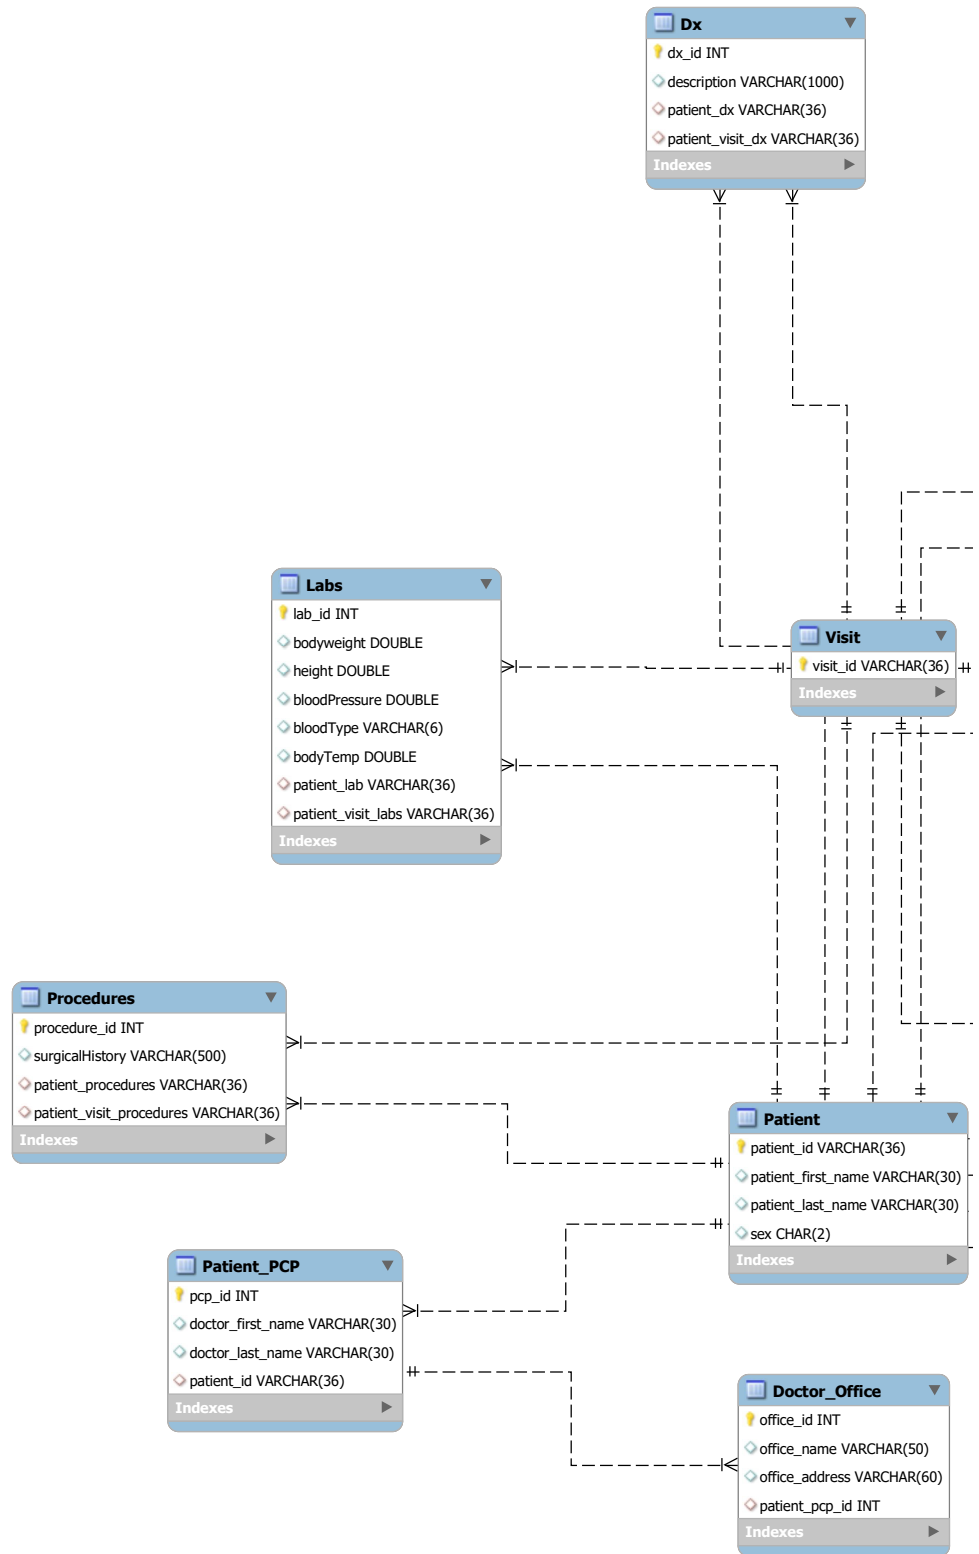 Dx
dx_id INT
description VARCHAR(1000)
patient_dx VARCHAR(36)
patient_visit_dx VARCHAR(36)
Indexes
Labs
lab_id INT
bodyweight DOUBLE
height DOUBLE
bloodPressure DOUBLE
bloodType VARCHAR(6)
bodyTemp DOUBLE
patient_lab VARCHAR(36)
patient_visit_labs VARCHAR(36)
Indexes
Visit
visit_id VARCHAR(36)
Indexes
Procedures
procedure_id INT
surgicalHistory VARCHAR(500)
patient_procedures VARCHAR(36)
patient_visit_procedures VARCHAR(36)
Indexes
Patient
patient_id VARCHAR(36)
patient_first_name VARCHAR(30)
patient_last_name VARCHAR(30)
sex CHAR(2)
Indexes
Patient_PCP
pcp_id INT
doctor_first_name VARCHAR(30)
doctor_last_name VARCHAR(30)
patient_id VARCHAR(36)
Indexes
Doctor_Office
office_id INT
office_name VARCHAR(50)
office_address VARCHAR(60)
patient_pcp_id INT
Indexes